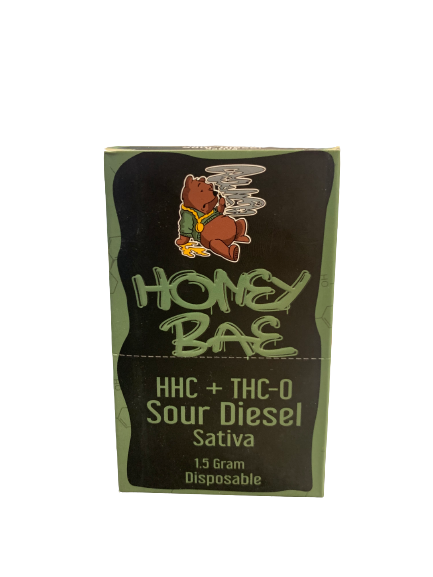 HONEY
BAE
HHC + THC-O
Sour Diesel
Sativa
1.5 Gram
Disposable